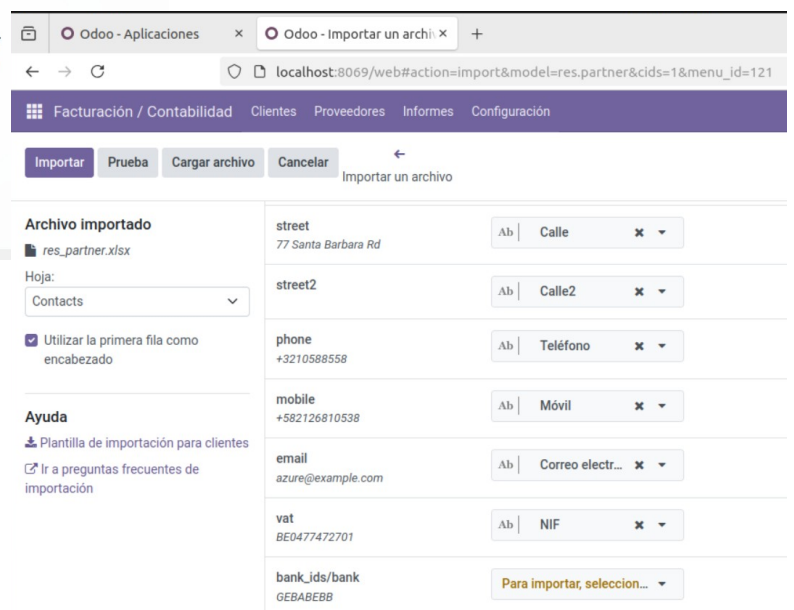 Odoo - Aplicaciones × Odoo - Importar un archiv × +
localhost:8069/web#action=import&model=res.partner&cids=1&menu_id=121
Facturación / Contabilidad Clientes Proveedores Informes Configuración
Importar Prueba Cargar archivo Cancelar
Importar un archivo
Archivo importado
res_partner.xlsx
Hoja:
Contacts
Utilizar la primera fila como
encabezado
Ayuda
Plantilla de importación para clientes
Ir a preguntas frecuentes de
importación
street
77 Santa Barbara Rd
Ab Calle
street2
Ab Calle2
phone
+3210588558
Ab Teléfono
mobile
+582126810538
Ab Móvil
email
azure@example.com
Ab Correo electr...
vat
BE0477472701
Ab NIF
bank_ids/bank
GEBABEBB
Para importar, seleccion...